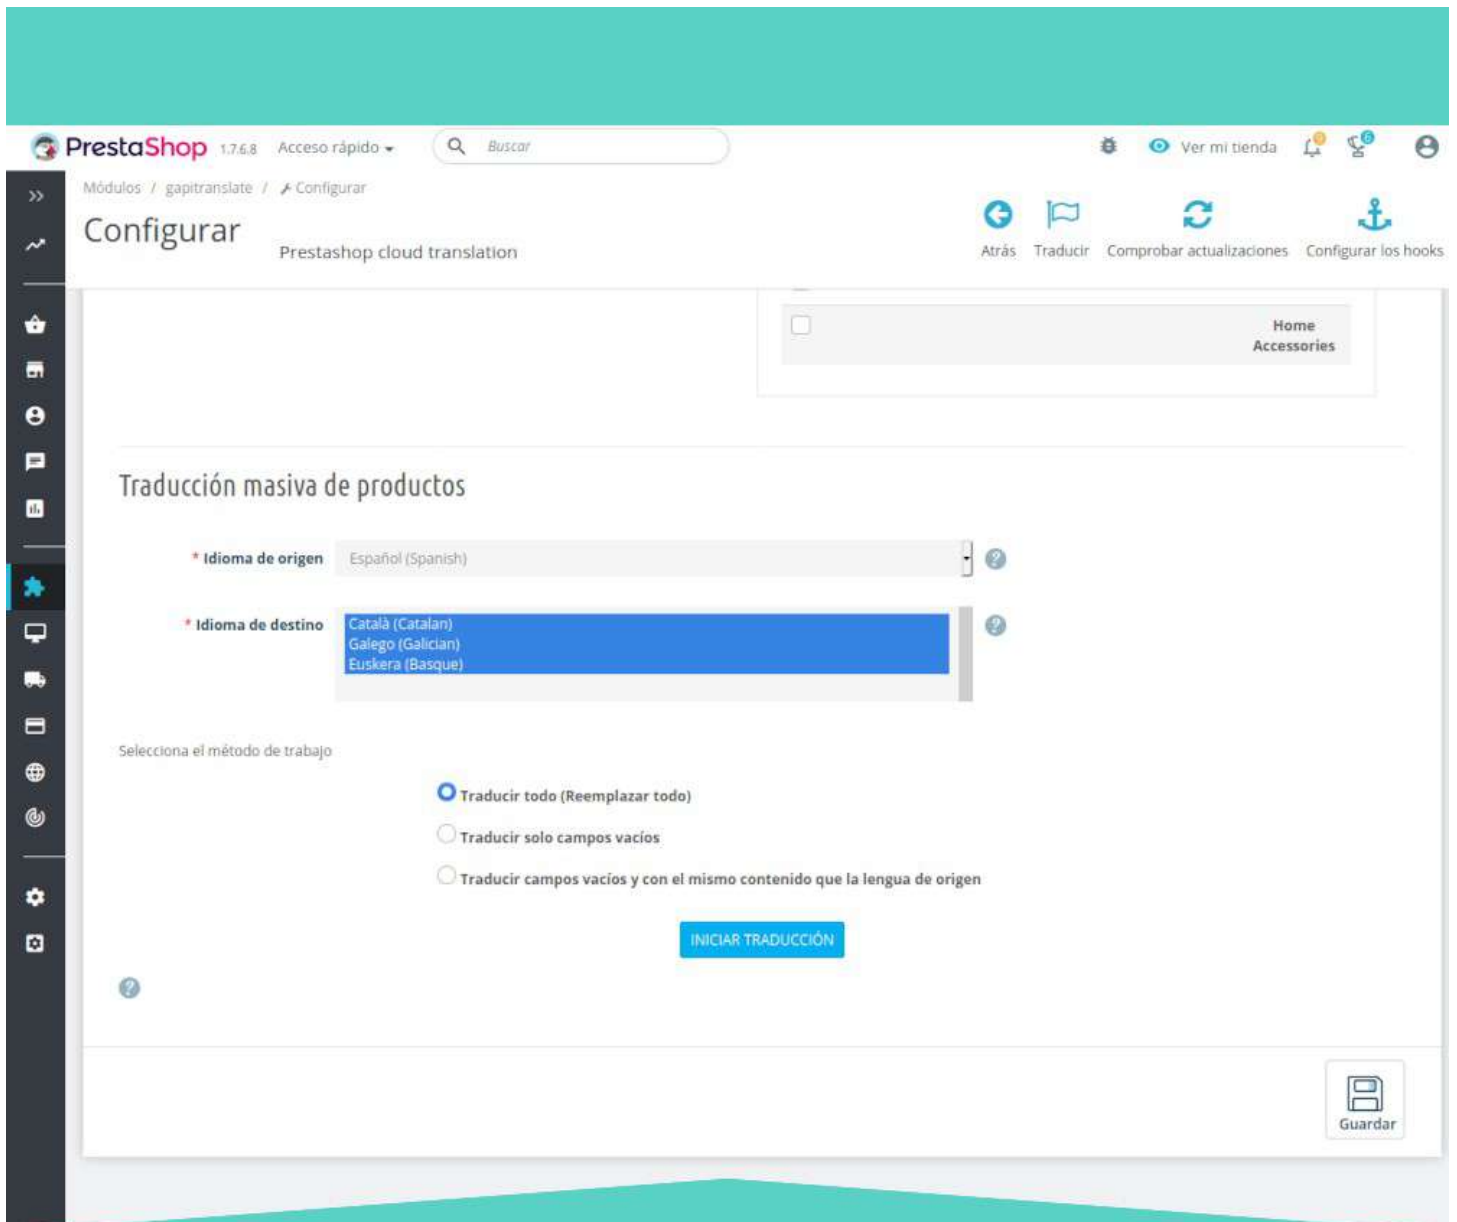 PrestaShop 1.7.6.8 Acceso rápido Buscar Ver mi tienda 6
Módulos / gapitranslate / Configurar
Configurar
Prestashop cloud translation
Atrás Traducir Comprobar actualizaciones Configurar los hooks
Home
Accessories
Traducción masiva de productos
* Idioma de origen Español (Spanish) ?
* Idioma de destino Català (Catalan) ?
Galego (Galician)
Euskera (Basque)
Selecciona el método de trabajo
Traducir todo (Reemplazar todo)
Traducir solo campos vacíos
Traducir campos vacíos y con el mismo contenido que la lengua de origen
INICIAR TRADUCCIÓN
?
Guardar